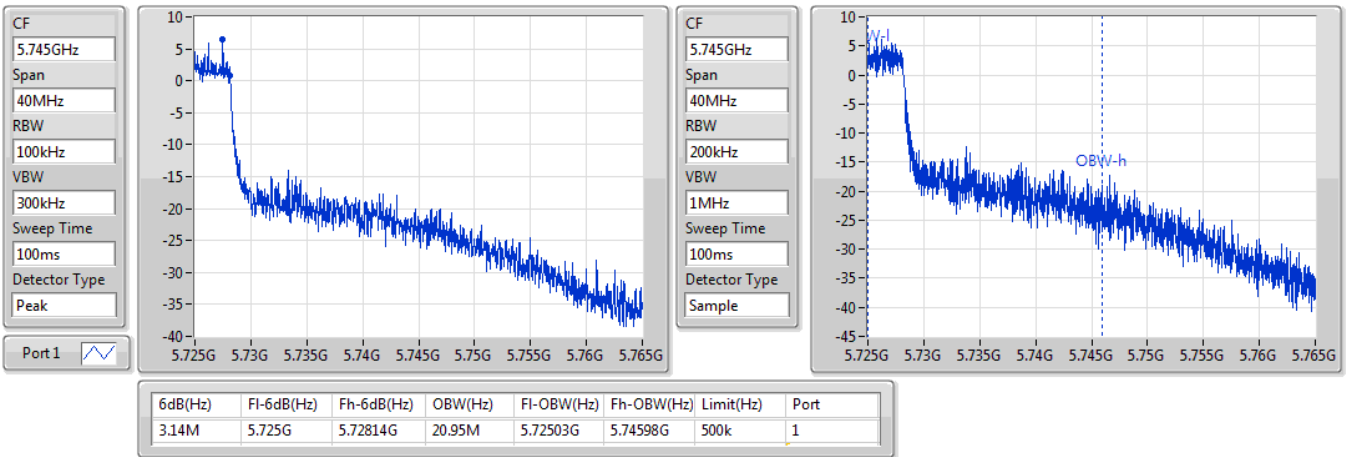 CF
5.745GHz
Span
40MHz
RBW
100kHz
VBW
300kHz
Sweep Time
100ms
Detector Type
Peak
Port 1
10
5
0
-5
-10
-15
-20
-25
-30
-35
-40
5.725G 5.73G 5.735G 5.74G 5.745G 5.75G 5.755G 5.76G 5.765G
CF
5.745GHz
Span
40MHz
RBW
200kHz
VBW
1MHz
Sweep Time
100ms
Detector Type
Sample
10
5
0
-5
-10
-15
-20
-25
-30
-35
-40
-45
W-l
OBW-h
5.725G 5.73G 5.735G 5.74G 5.745G 5.75G 5.755G 5.76G 5.765G
6dB(Hz) Fl-6dB(Hz) Fh-6dB(Hz) OBW(Hz) Fl-OBW(Hz) Fh-OBW(Hz) Limit(Hz) Port
3.14M 5.725G 5.72814G 20.95M 5.72503G 5.74598G 500k 1